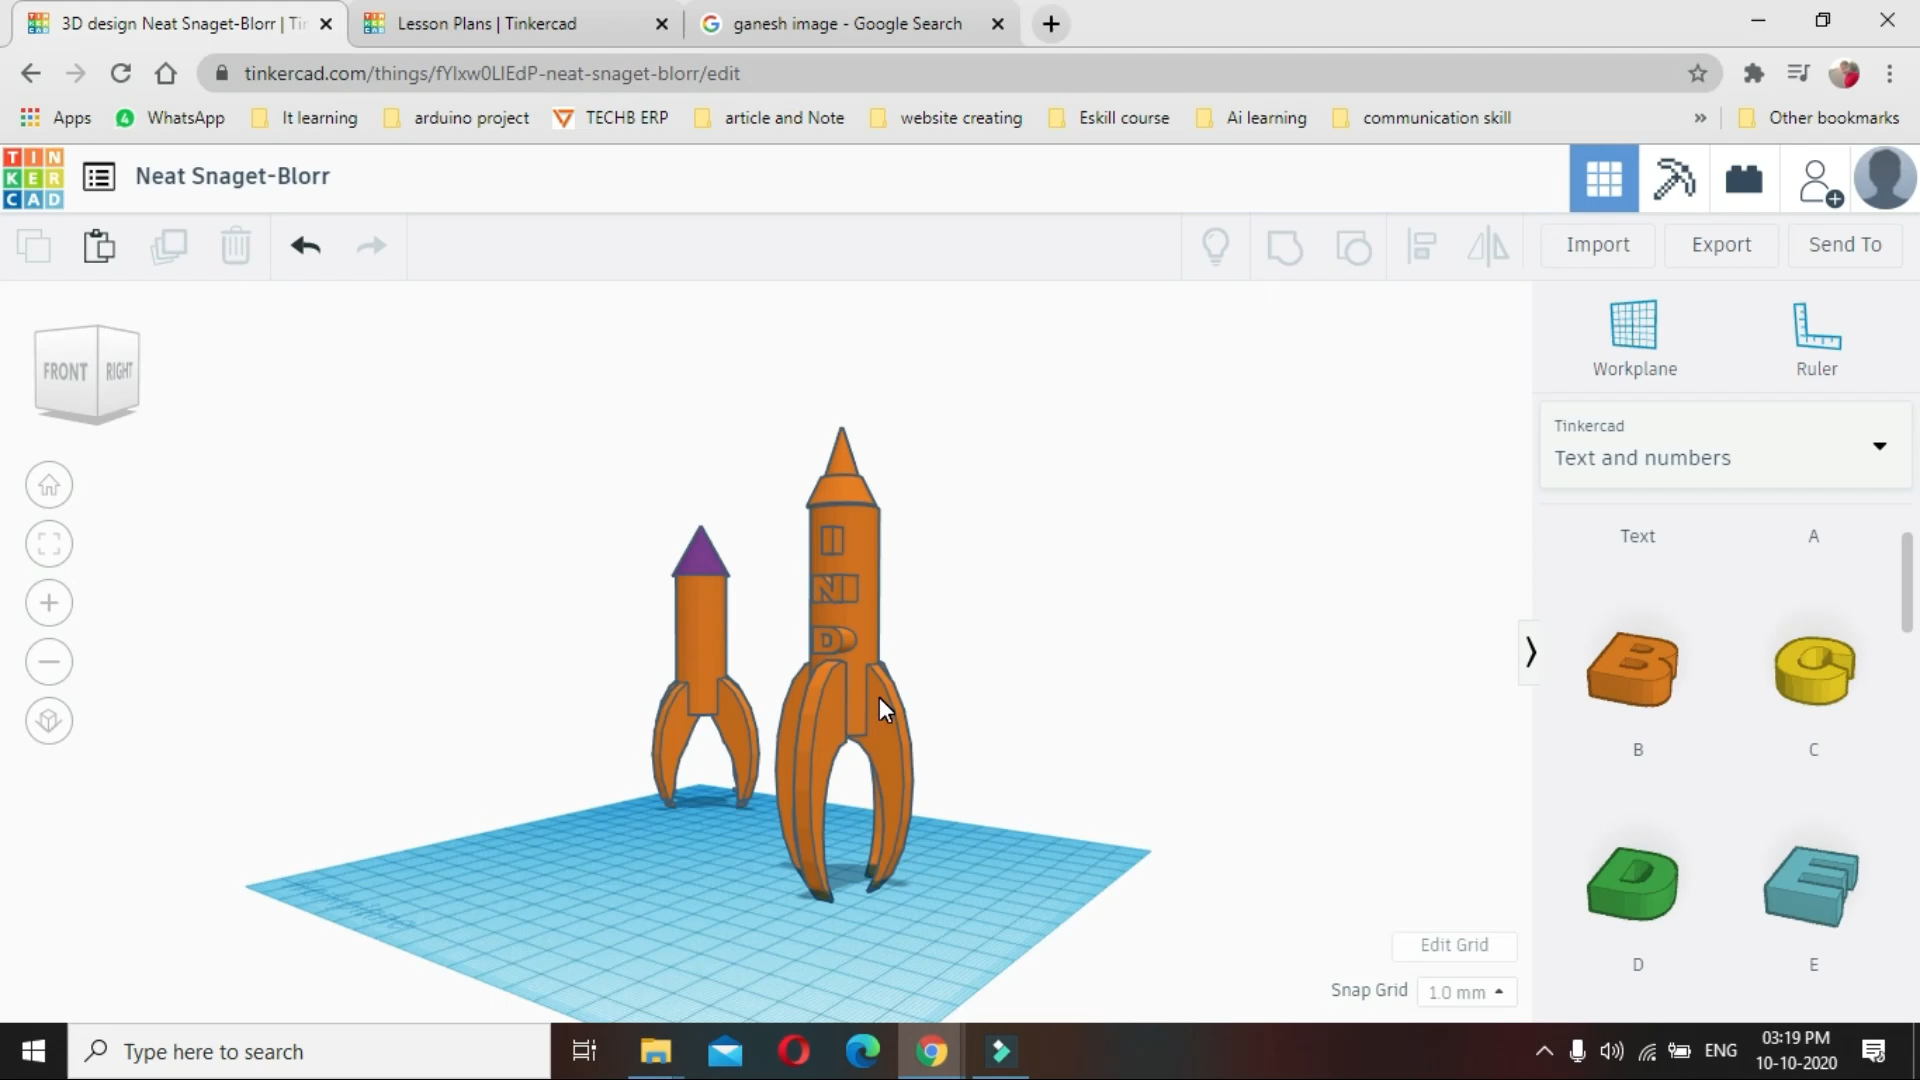 3D design Neat Snaget-Blorr | Tin
Lesson Plans | Tinkercad
ganesh image - Google Search
tinkercad.com/things/fYlxw0LlEdP-neat-snaget-blorr/edit
Apps
WhatsApp
It learning
arduino project
TECHB ERP
article and Note
website creating
Eskill course
Ai learning
communication skill
»
Other bookmarks
TIN
KER
CAD
Neat Snaget-Blorr
Import
Export
Send To
FRONT
RIGHT
Workplane
Ruler
Tinkercad
Text and numbers
Text
A
I
N
D
B
C
B
C
D
E
D
E
Edit Grid
Snap Grid
1.0 mm
Type here to search
ENG
03:19 PM
10-10-2020